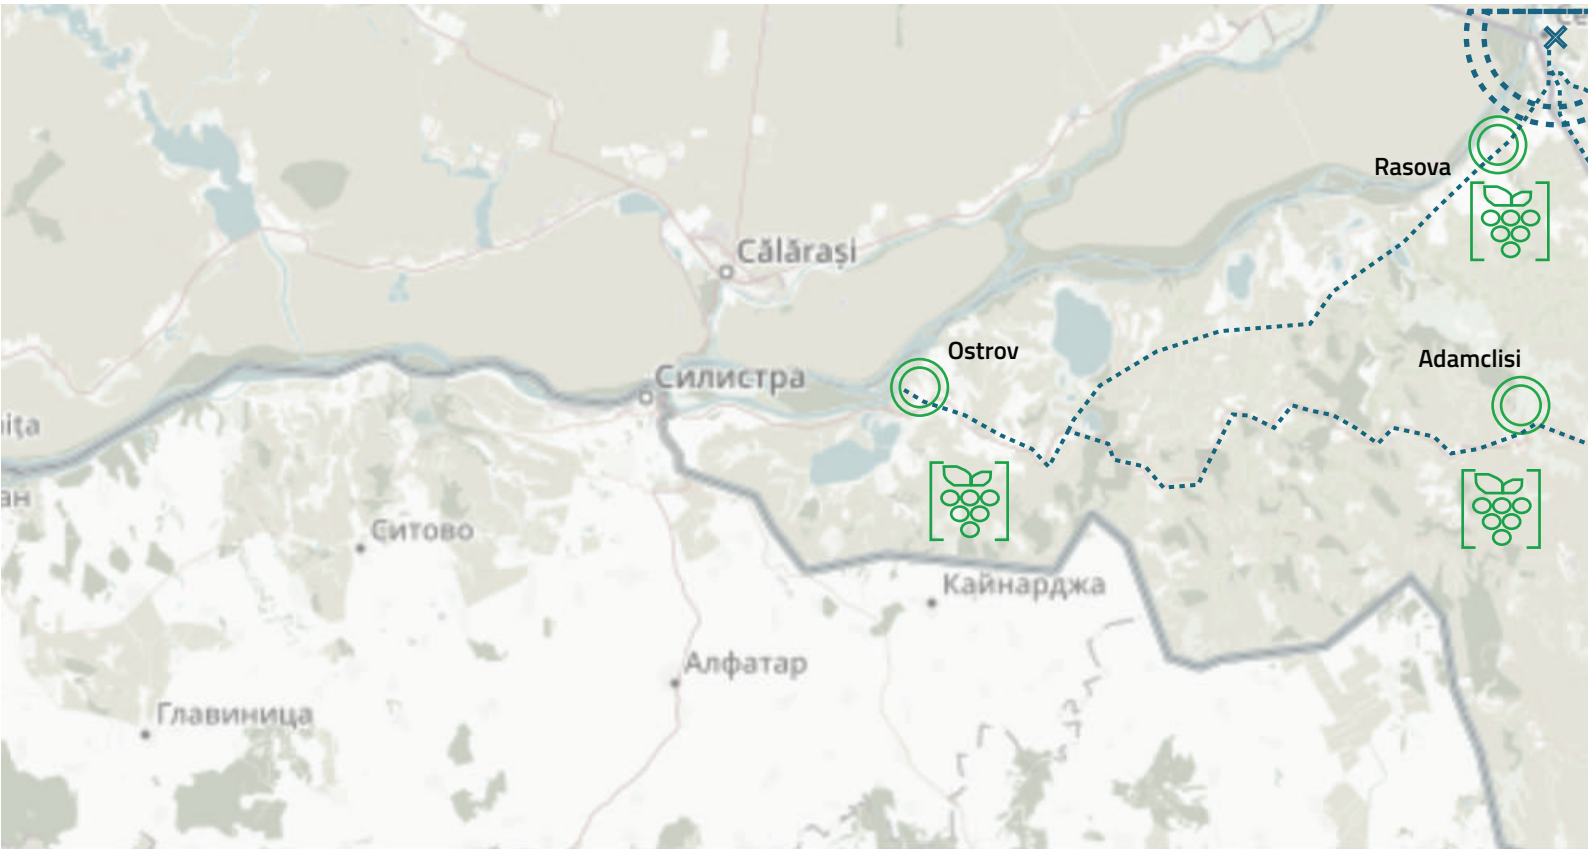 Rasova
Călărași
Ostrov
Adamclisi
Силистра
Ситово
Кайнарджа
Алфатар
Главиница